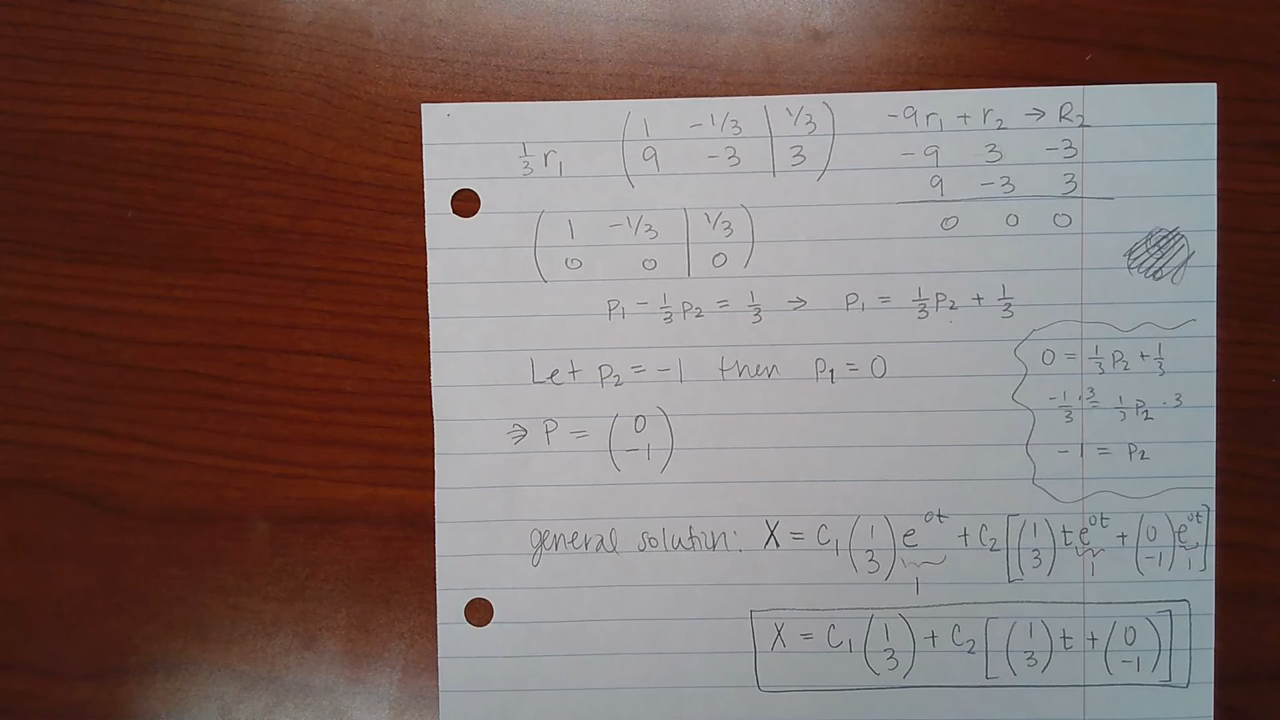 1/3 r₁ ( 1 -1/3 | 1/3 ; 9 -3 | 3 )
-9r₁ + r₂ → R₂
-9 3 -3
9 -3 3
0 0 0
( 1 -1/3 | 1/3 ; 0 0 | 0 )
P₁ - 1/3 P₂ = 1/3 → P₁ = 1/3 P₂ + 1/3
Let P₂ = -1 then P₁ = 0
⇒ P = ( 0 ; -1 )
0 = 1/3 P₂ + 1/3
-1/3 · 3 = 1/3 P₂ · 3
-1 = P₂
general solution: X = C₁ ( 1 ; 3 ) e^{0t} + C₂ [ ( 1 ; 3 ) t e^{0t} + ( 0 ; -1 ) e^{0t} ]
1 1 1
X = C₁ ( 1 ; 3 ) + C₂ [ ( 1 ; 3 ) t + ( 0 ; -1 ) ]